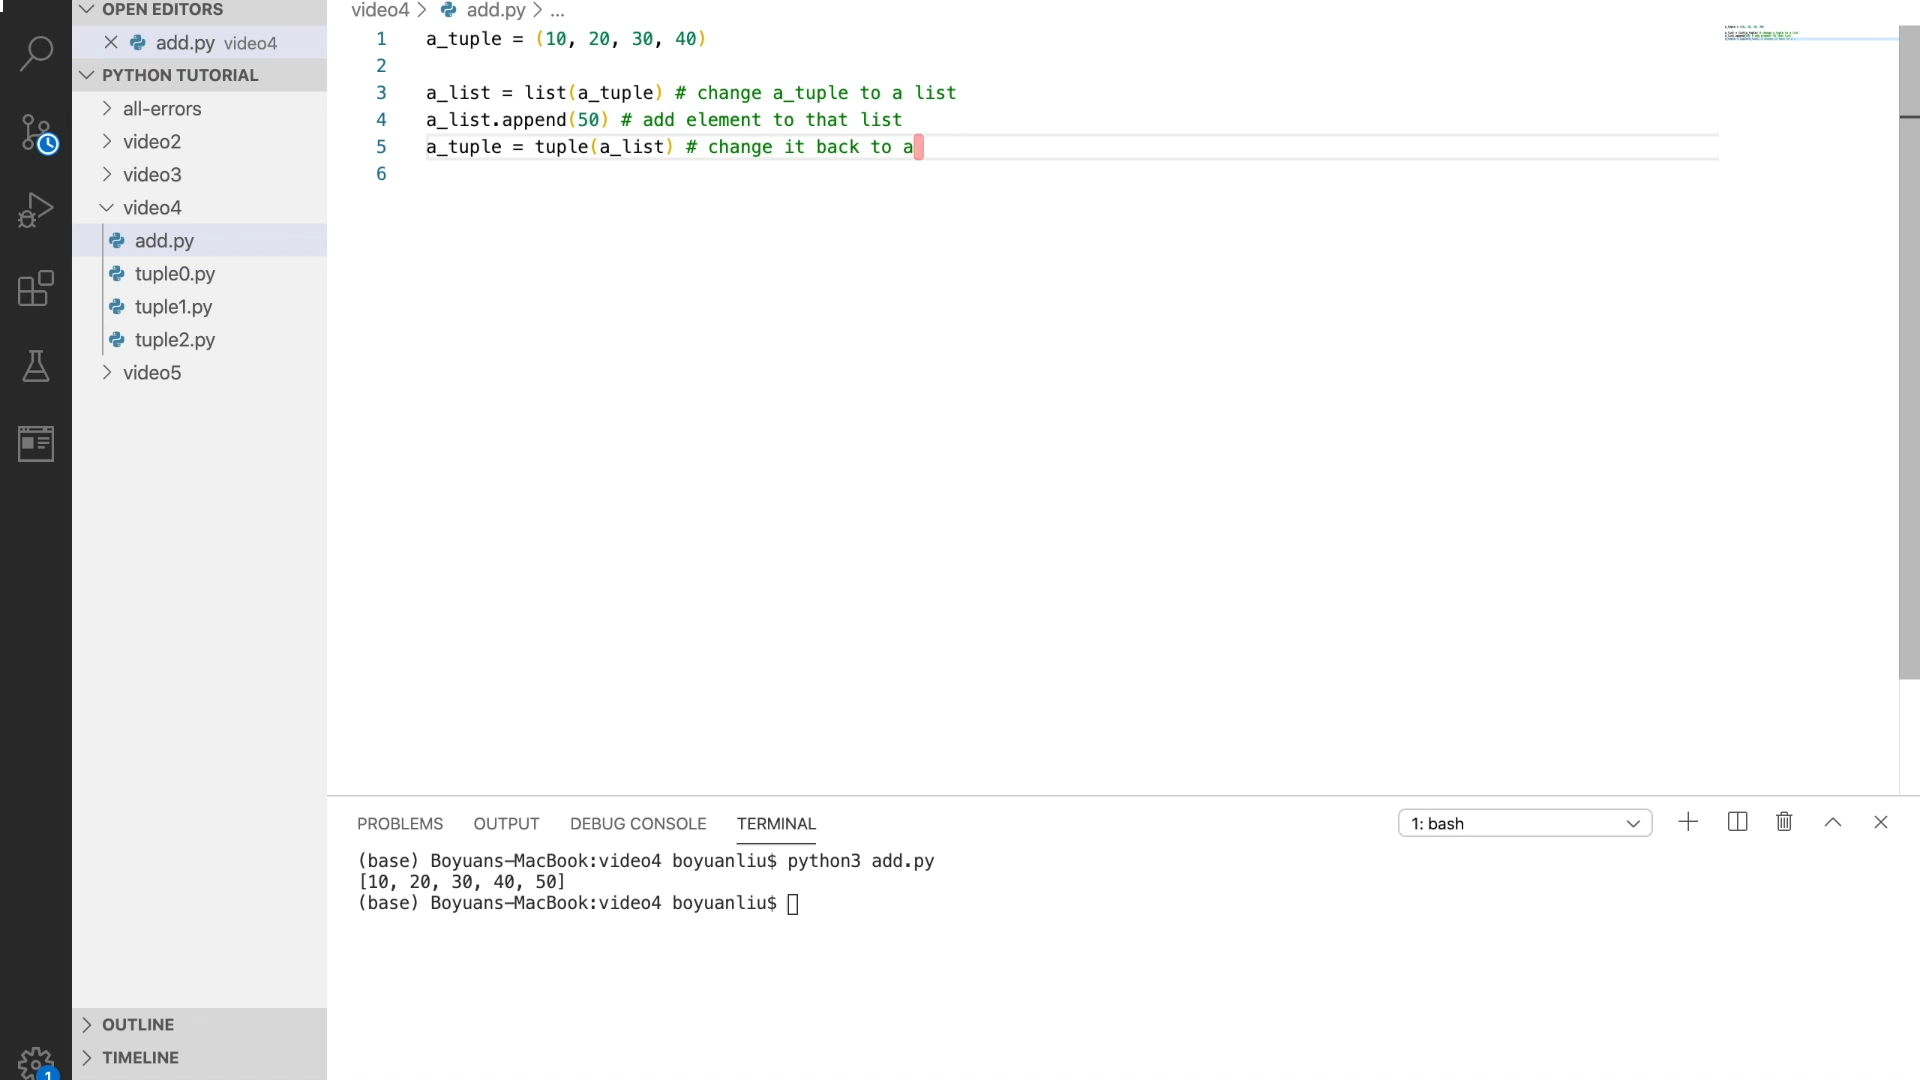 OPEN EDITORS
add.py video4
PYTHON TUTORIAL
all-errors
video2
video3
video4
add.py
tuple0.py
tuple1.py
tuple2.py
video5
OUTLINE
TIMELINE
1
video4 > add.py > ...
1 a_tuple = (10, 20, 30, 40)
2
3 a_list = list(a_tuple) # change a_tuple to a list
4 a_list.append(50) # add element to that list
5 a_tuple = tuple(a_list) # change it back to a
6
PROBLEMS OUTPUT DEBUG CONSOLE TERMINAL 1: bash
(base) Boyuans-MacBook:video4 boyuanliu$ python3 add.py
[10, 20, 30, 40, 50]
(base) Boyuans-MacBook:video4 boyuanliu$